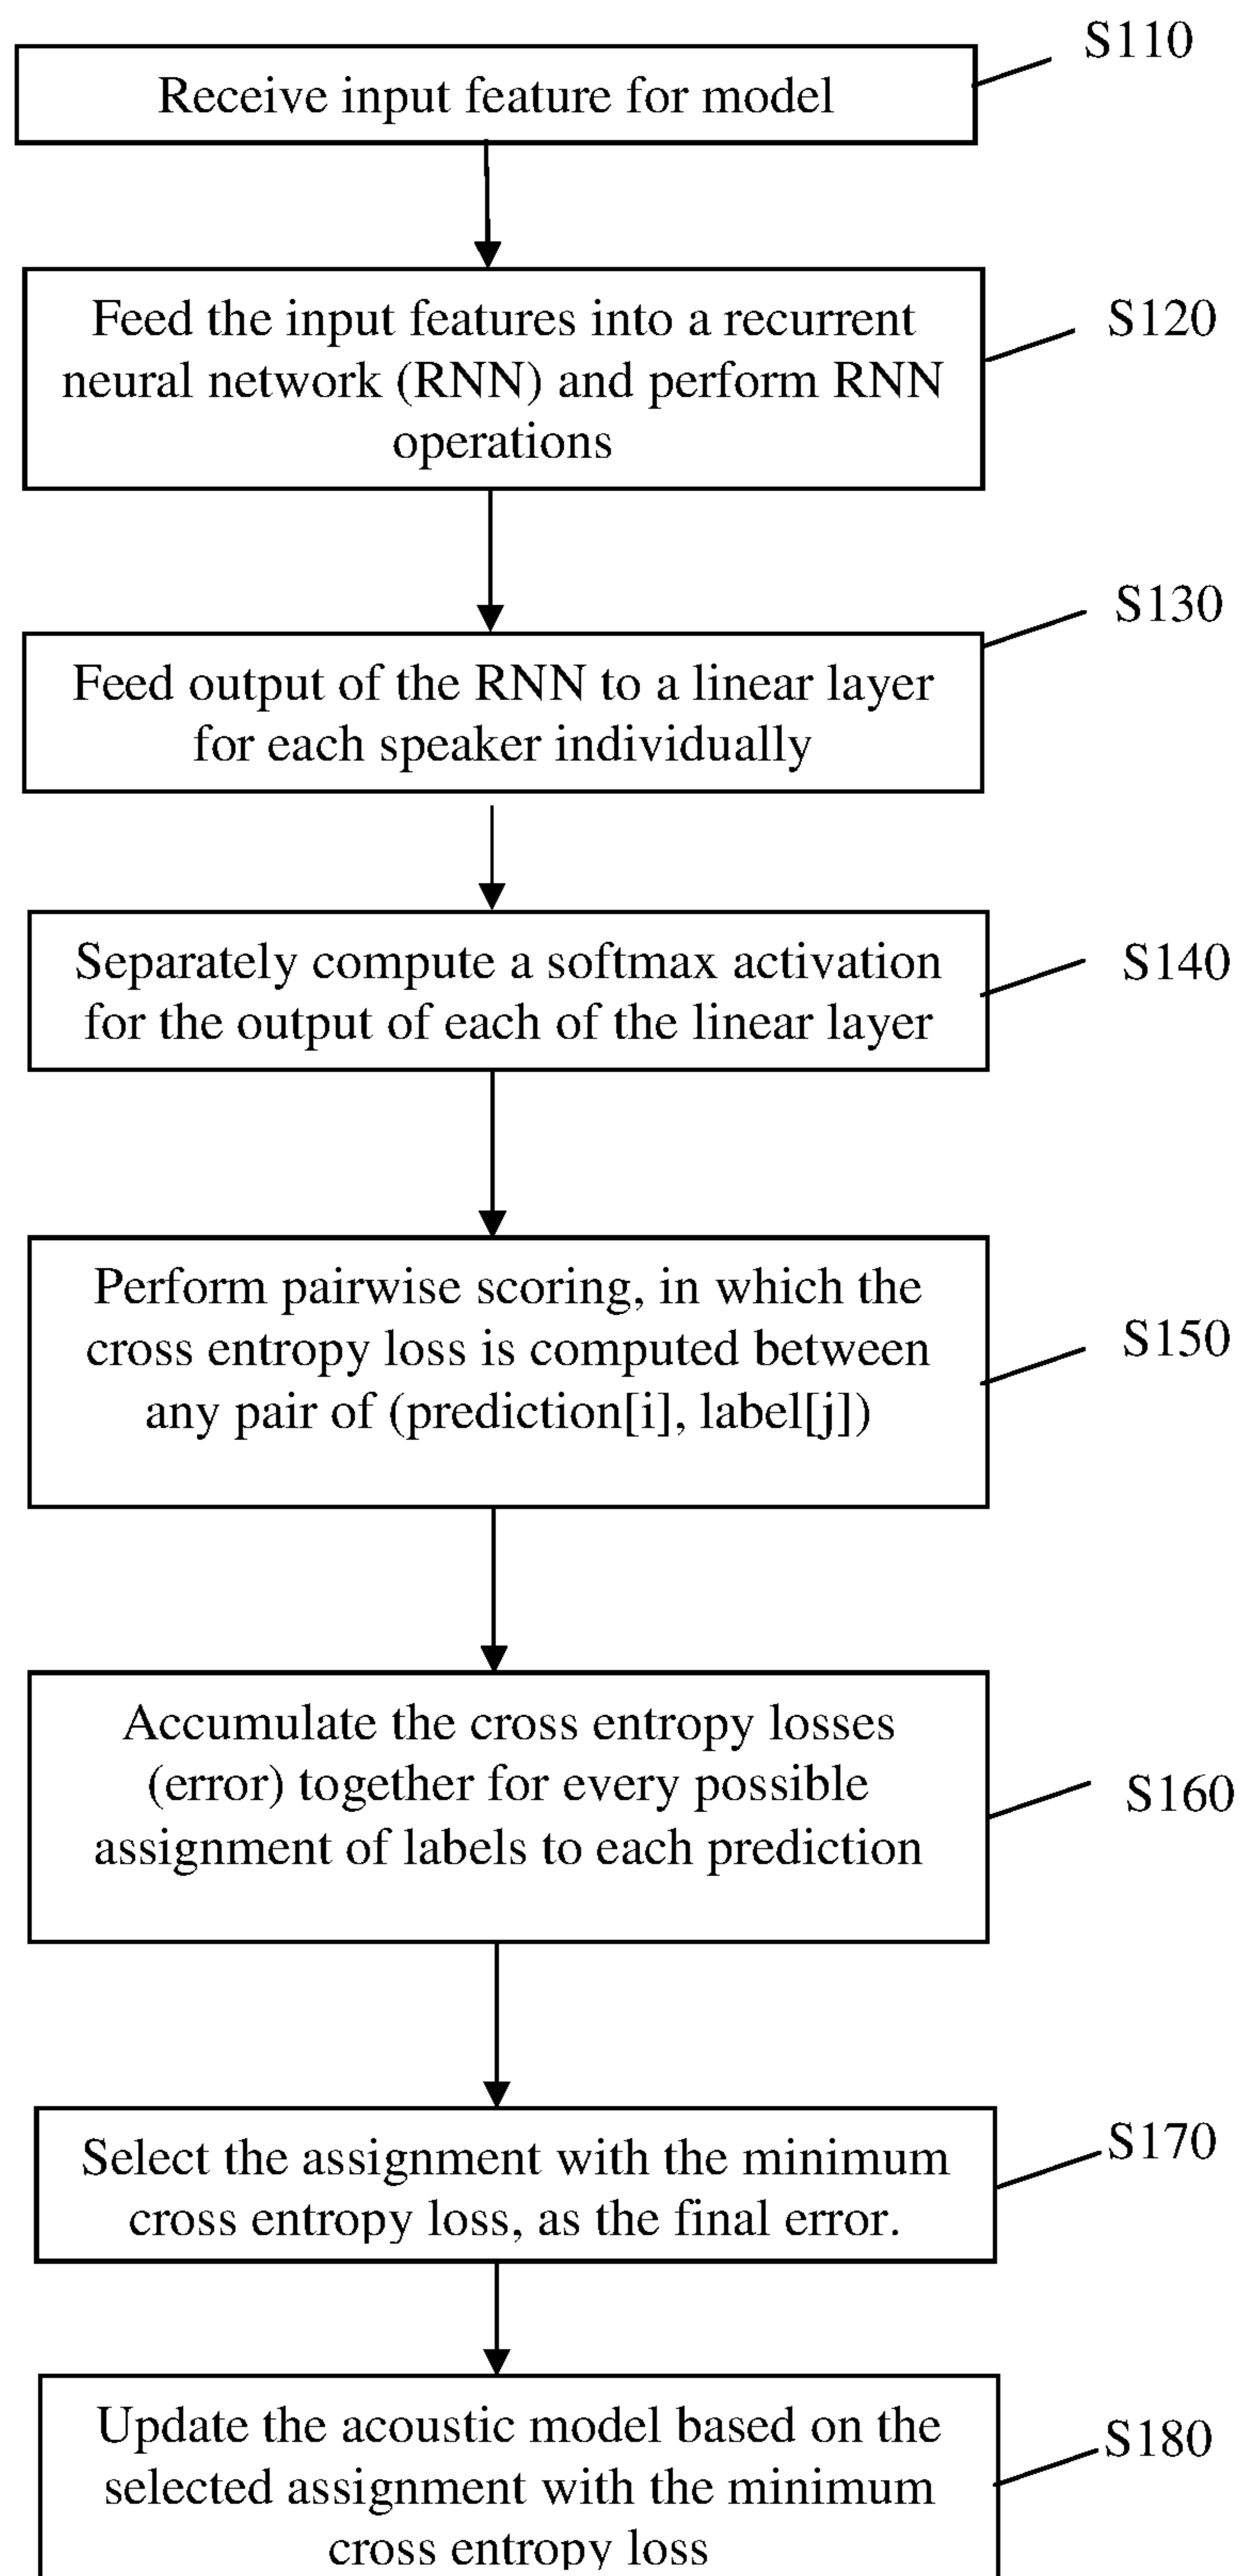 S110
Receive input feature for model
Feed the input features into a recurrent
neural network (RNN) and perform RNN
operations
S120
S130
Feed output of the RNN to a linear layer
for each speaker individually
Separately compute a softmax activation
for the output of each of the linear layer
S140
Perform pairwise scoring, in which the
cross entropy loss is computed between
any pair of (prediction[i], label[j])
S150
Accumulate the cross entropy losses
(error) together for every possible
assignment of labels to each prediction
S160
Select the assignment with the minimum
cross entropy loss, as the final error.
S170
Update the acoustic model based on the
selected assignment with the minimum
cross entropy loss
S180